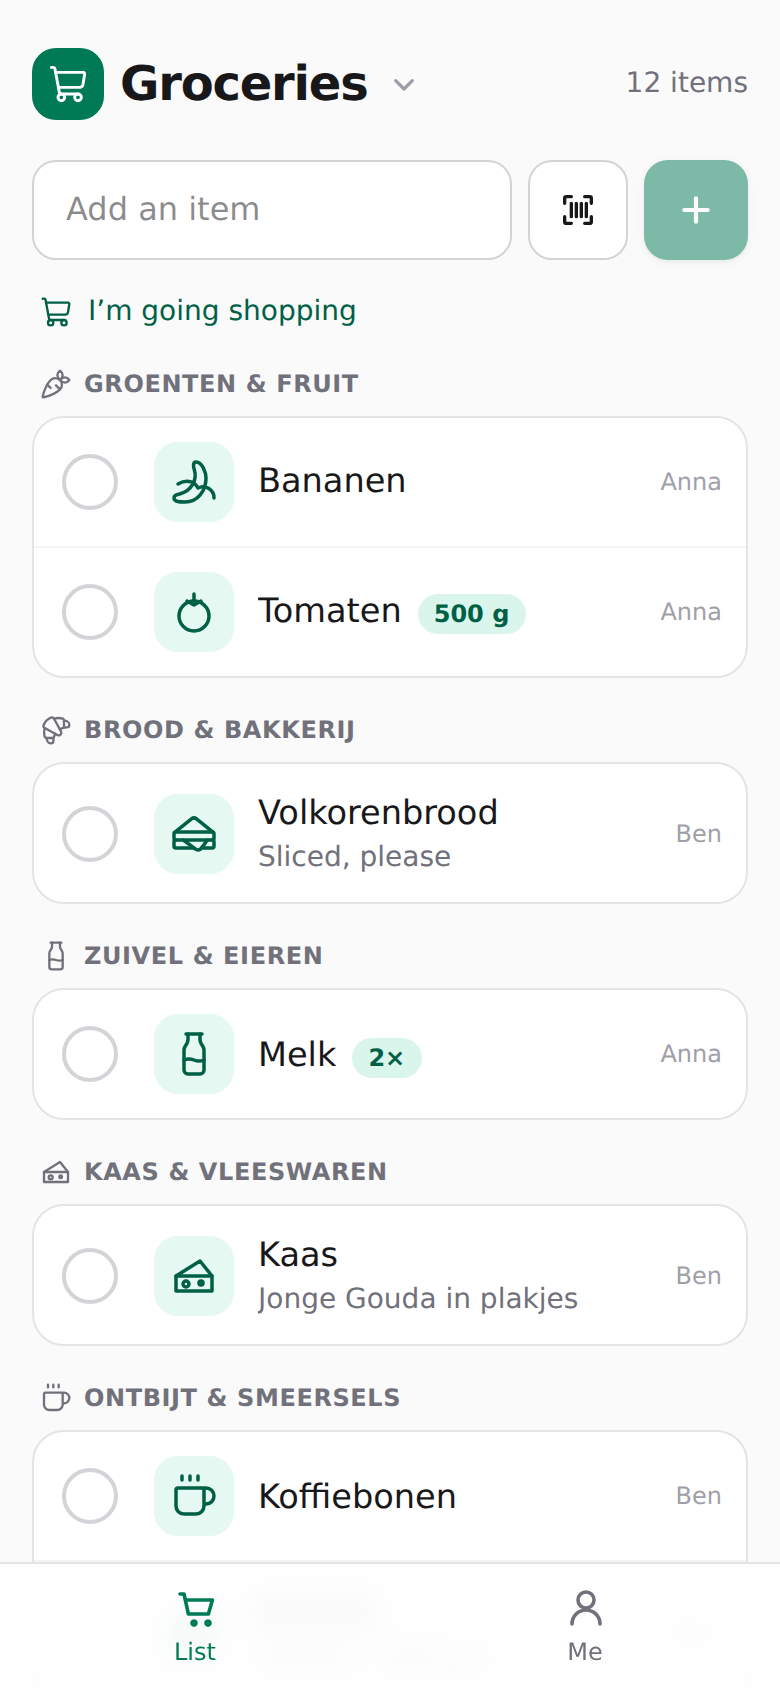 Groceries
12 items
Add an item
I’m going shopping
GROENTEN & FRUIT
Bananen
Anna
Tomaten 500 g
Anna
BROOD & BAKKERIJ
Volkorenbrood
Sliced, please
Ben
ZUIVEL & EIEREN
Melk 2×
Anna
KAAS & VLEESWAREN
Kaas
Jonge Gouda in plakjes
Ben
ONTBIJT & SMEERSELS
Koffiebonen
Ben
List
Me